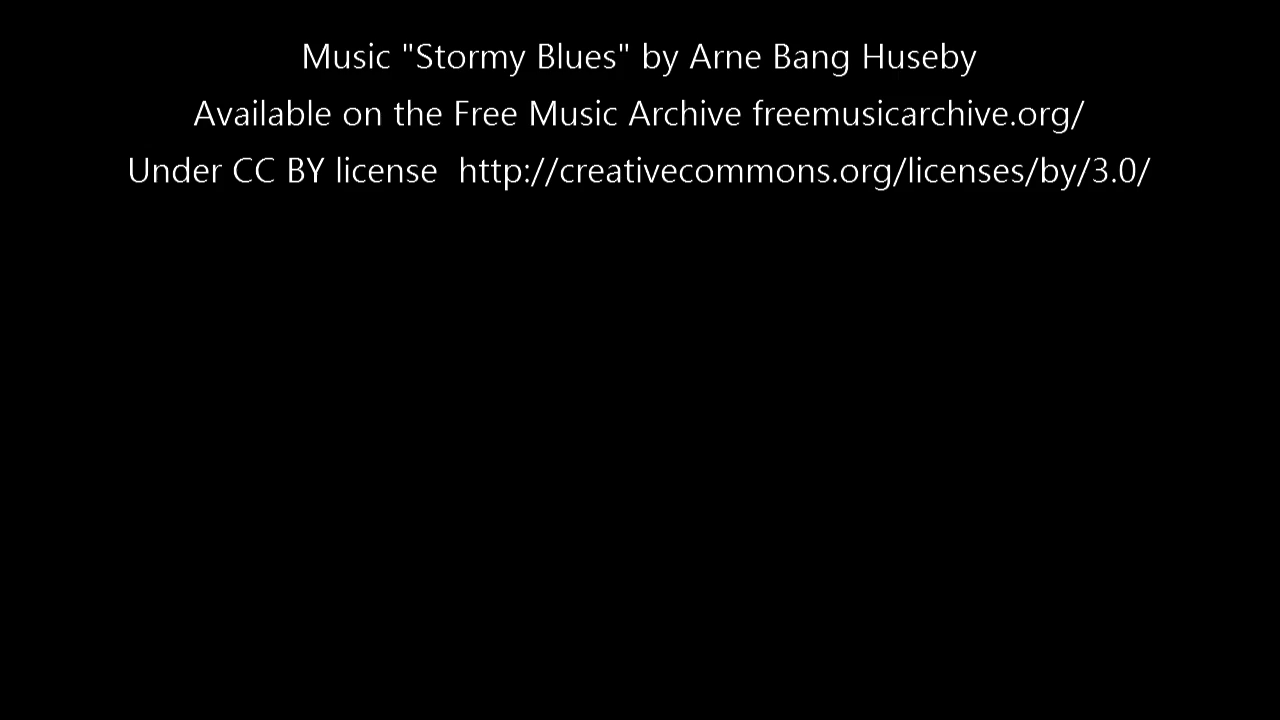 Music "Stormy Blues" by Arne Bang Huseby
Available on the Free Music Archive freemusicarchive.org/
Under CC BY license  http://creativecommons.org/licenses/by/3.0/